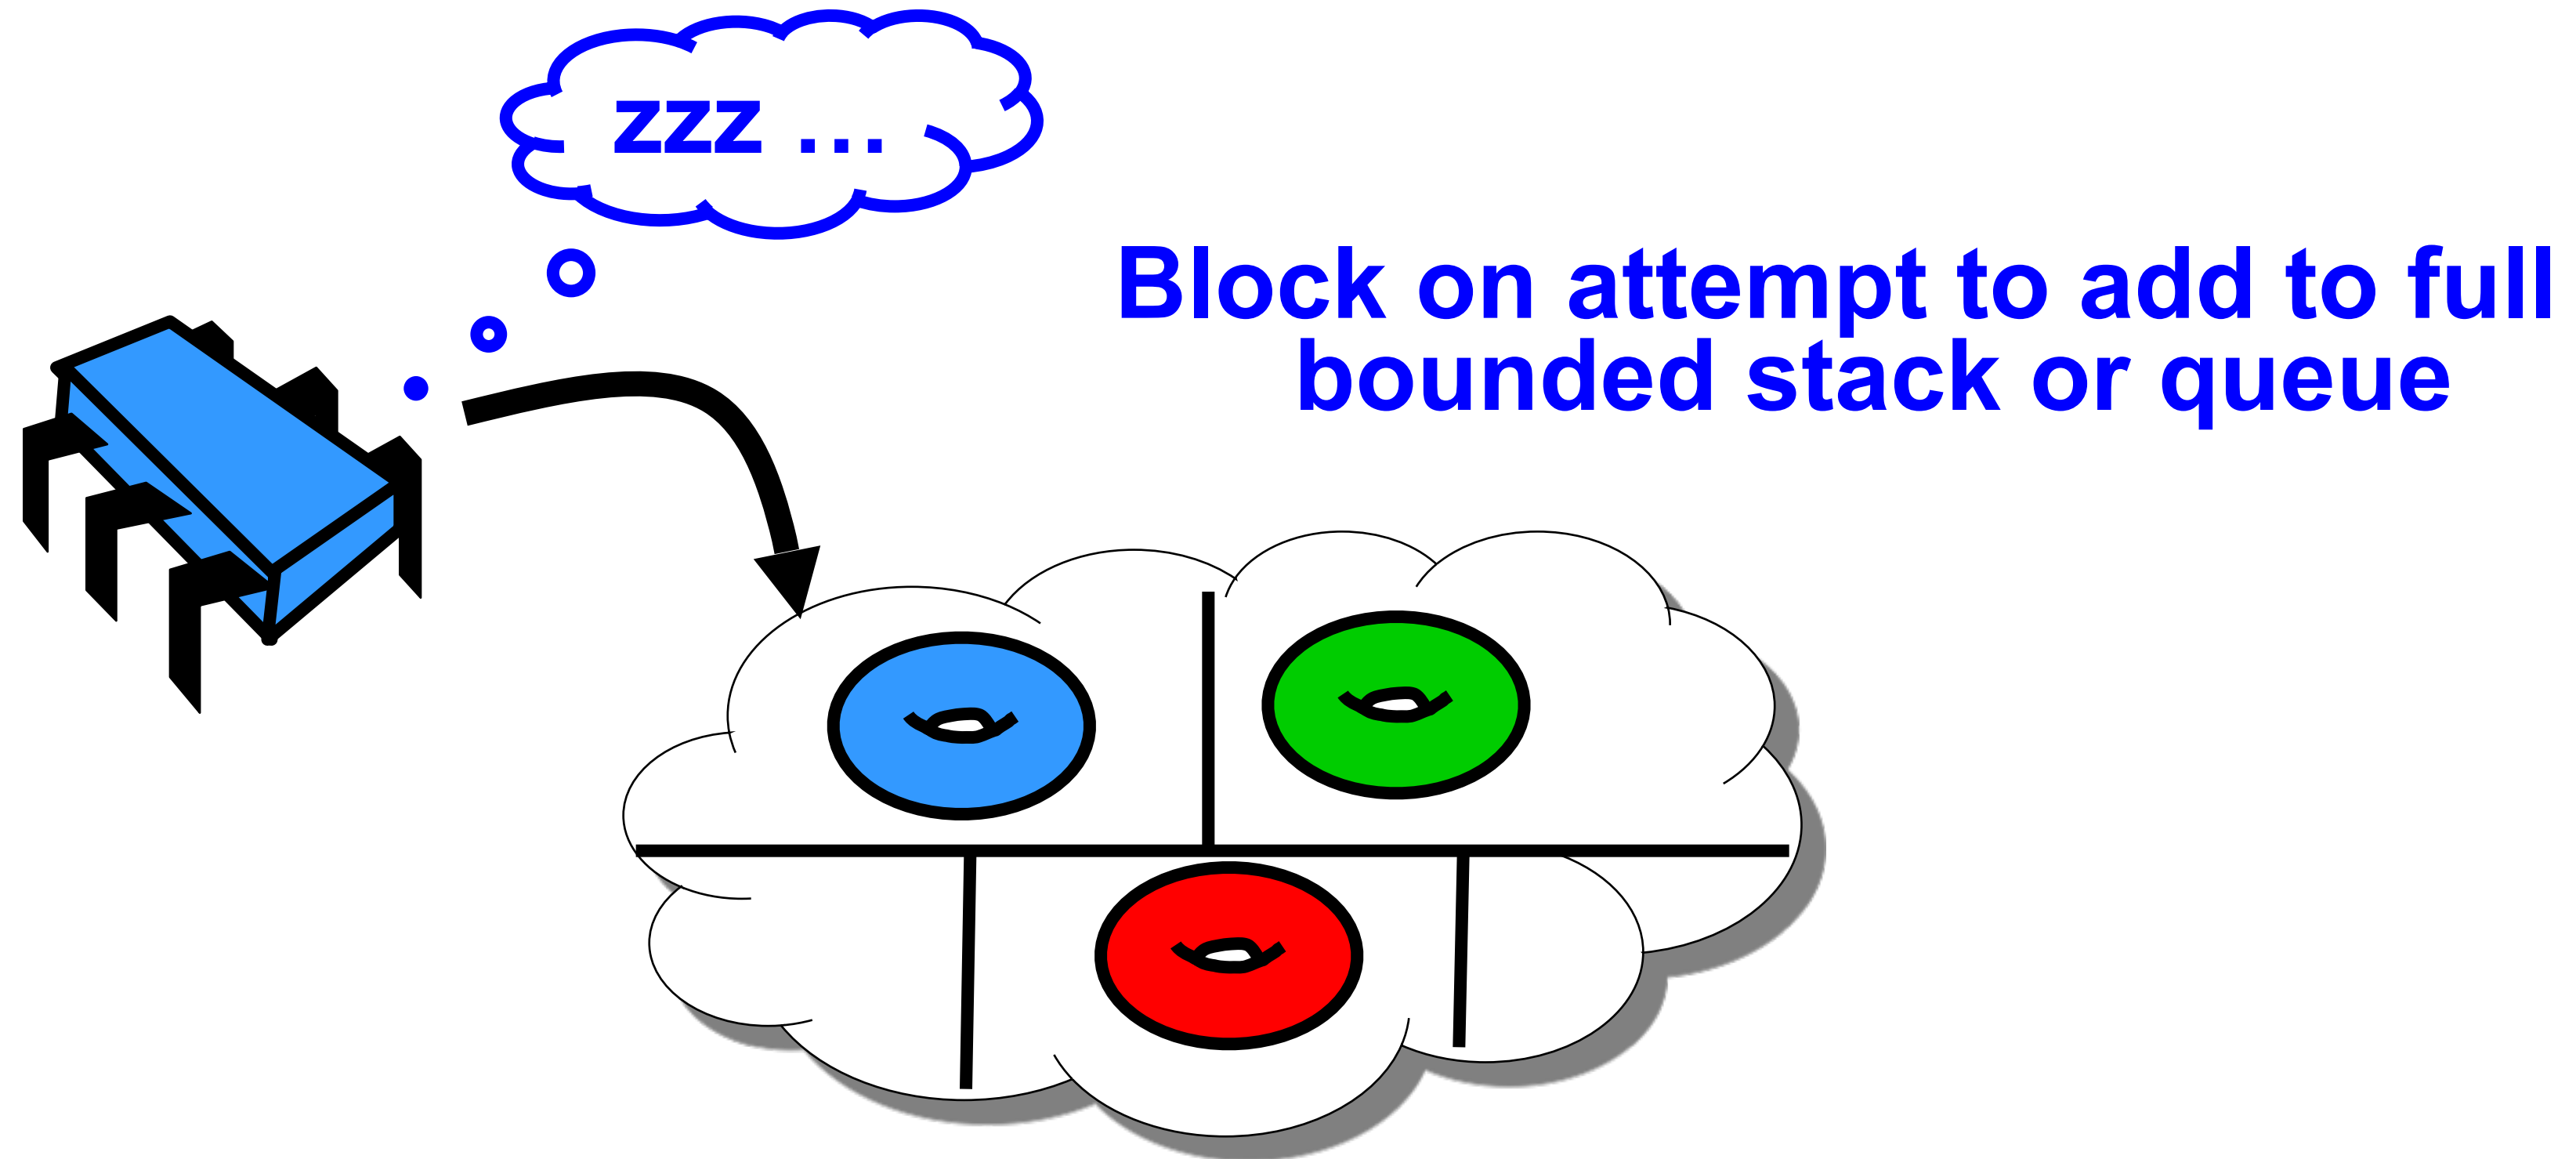 zzz …
Block on attempt to add to full
bounded stack or queue